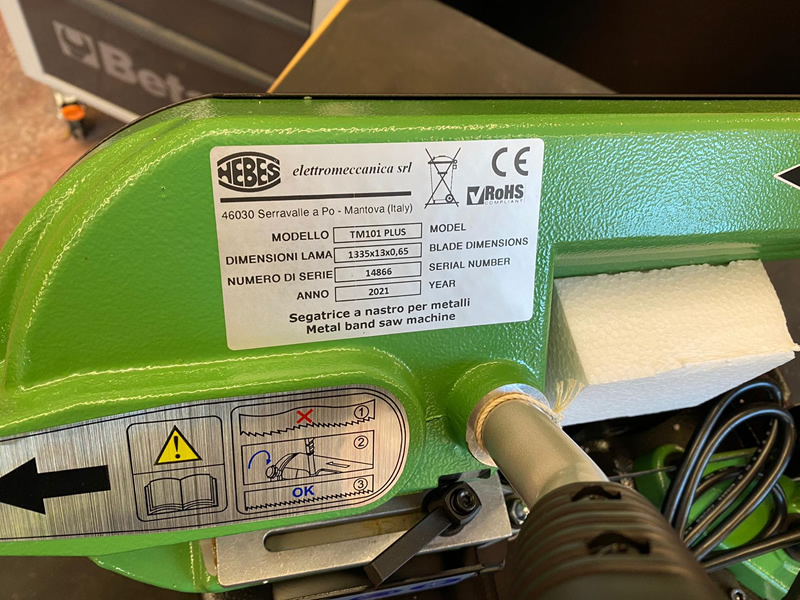 Beta
HEBES elettromeccanica srl CE
RoHS
COMPLIANT
46030 Serravalle a Po - Mantova (Italy)
MODELLO TM101 PLUS MODEL
DIMENSIONI LAMA 1335x13x0,65 BLADE DIMENSIONS
NUMERO DI SERIE 14866 SERIAL NUMBER
ANNO 2021 YEAR
Segatrice a nastro per metalli
Metal band saw machine
1
2
OK 3